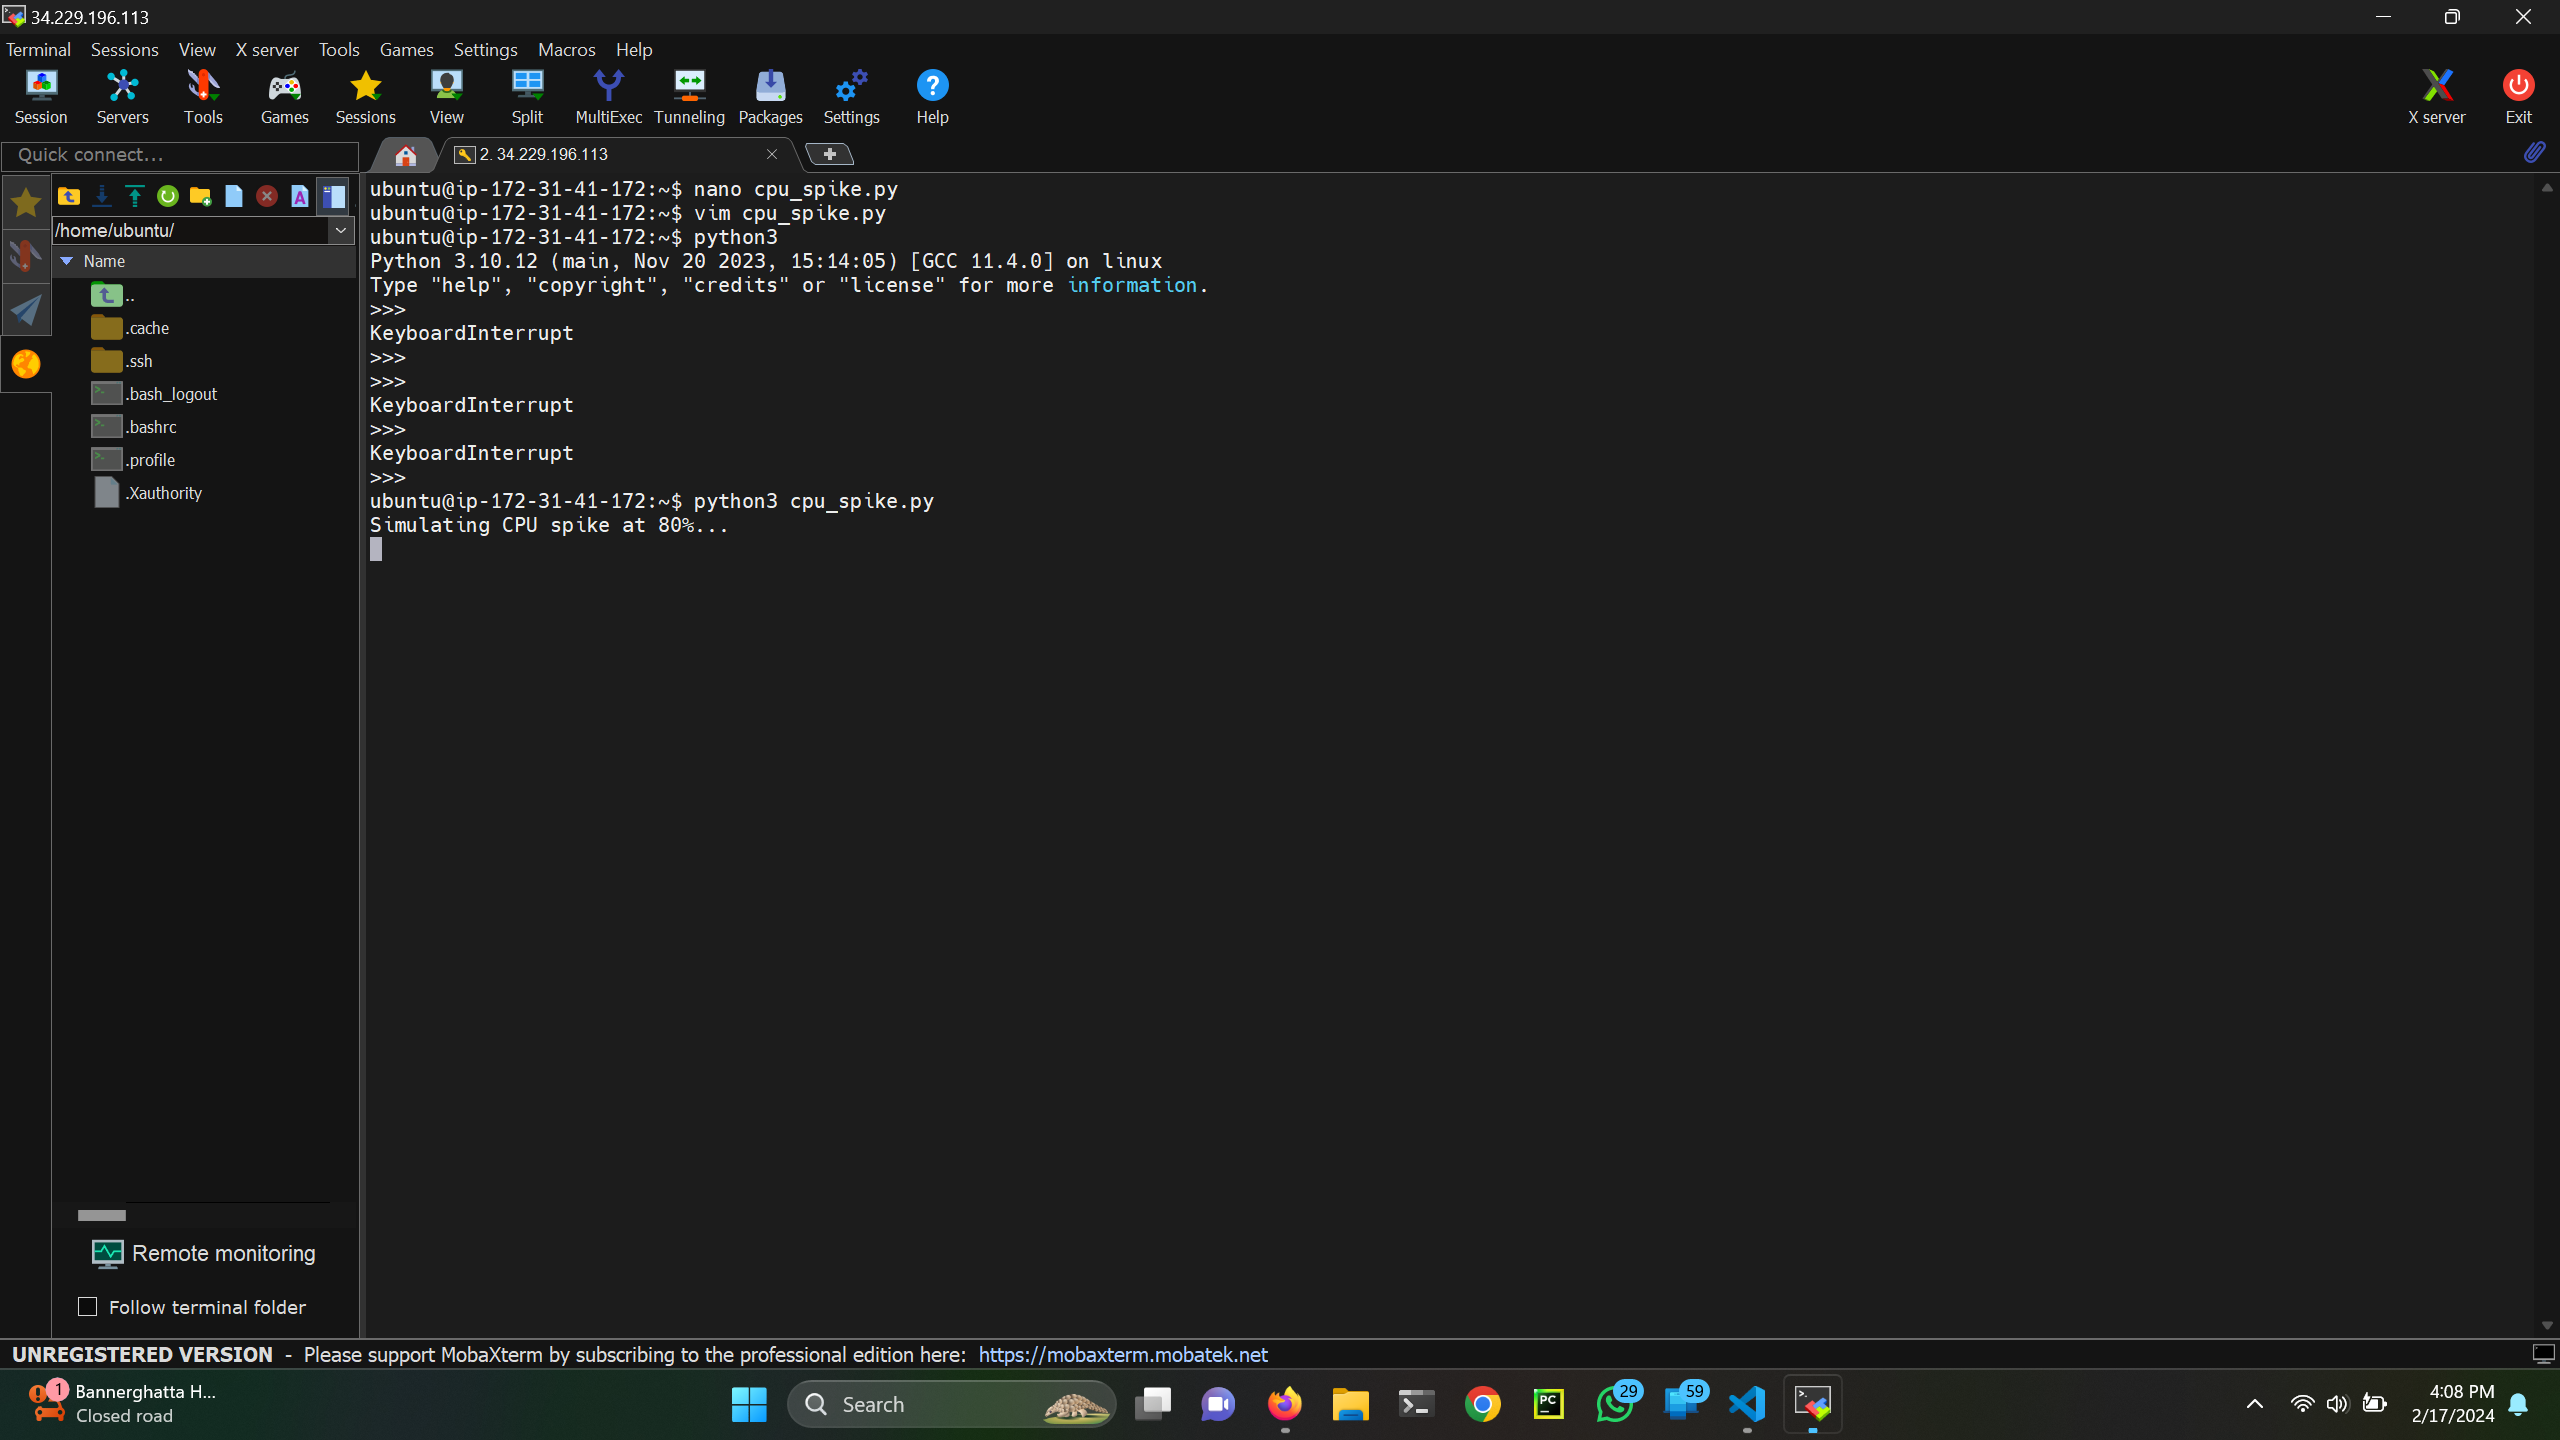 34.229.196.113
Terminal Sessions View X server Tools Games Settings Macros Help
Session Servers Tools Games Sessions View Split MultiExec Tunneling Packages Settings Help X server Exit
Quick connect...
2. 34.229.196.113
/home/ubuntu/
Name
..
.cache
.ssh
.bash_logout
.bashrc
.profile
.Xauthority
ubuntu@ip-172-31-41-172:~$ nano cpu_spike.py
ubuntu@ip-172-31-41-172:~$ vim cpu_spike.py
ubuntu@ip-172-31-41-172:~$ python3
Python 3.10.12 (main, Nov 20 2023, 15:14:05) [GCC 11.4.0] on linux
Type "help", "copyright", "credits" or "license" for more information.
>>>
KeyboardInterrupt
>>>
>>>
KeyboardInterrupt
>>>
KeyboardInterrupt
>>>
ubuntu@ip-172-31-41-172:~$ python3 cpu_spike.py
Simulating CPU spike at 80%...
Remote monitoring
Follow terminal folder
UNREGISTERED VERSION - Please support MobaXterm by subscribing to the professional edition here: https://mobaxterm.mobatek.net
1
Bannerghatta H...
Closed road
Search
PC
29
59
4:08 PM
2/17/2024